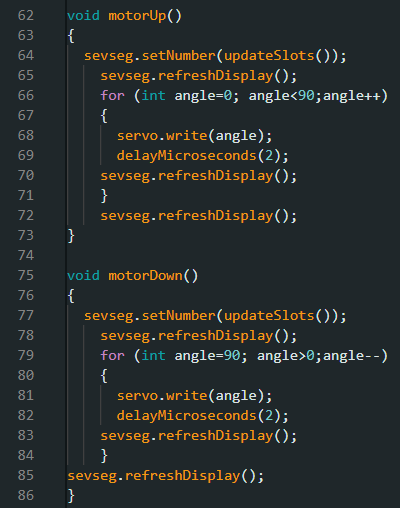 62 void motorUp()
63 {
64   sevseg.setNumber(updateSlots());
65     sevseg.refreshDisplay();
66     for (int angle=0; angle<90;angle++)
67     {
68       servo.write(angle);
69       delayMicroseconds(2);
70     sevseg.refreshDisplay();
71     }
72     sevseg.refreshDisplay();
73 }
74
75 void motorDown()
76 {
77   sevseg.setNumber(updateSlots());
78     sevseg.refreshDisplay();
79     for (int angle=90; angle>0;angle--)
80     {
81       servo.write(angle);
82       delayMicroseconds(2);
83     sevseg.refreshDisplay();
84     }
85 sevseg.refreshDisplay();
86 }